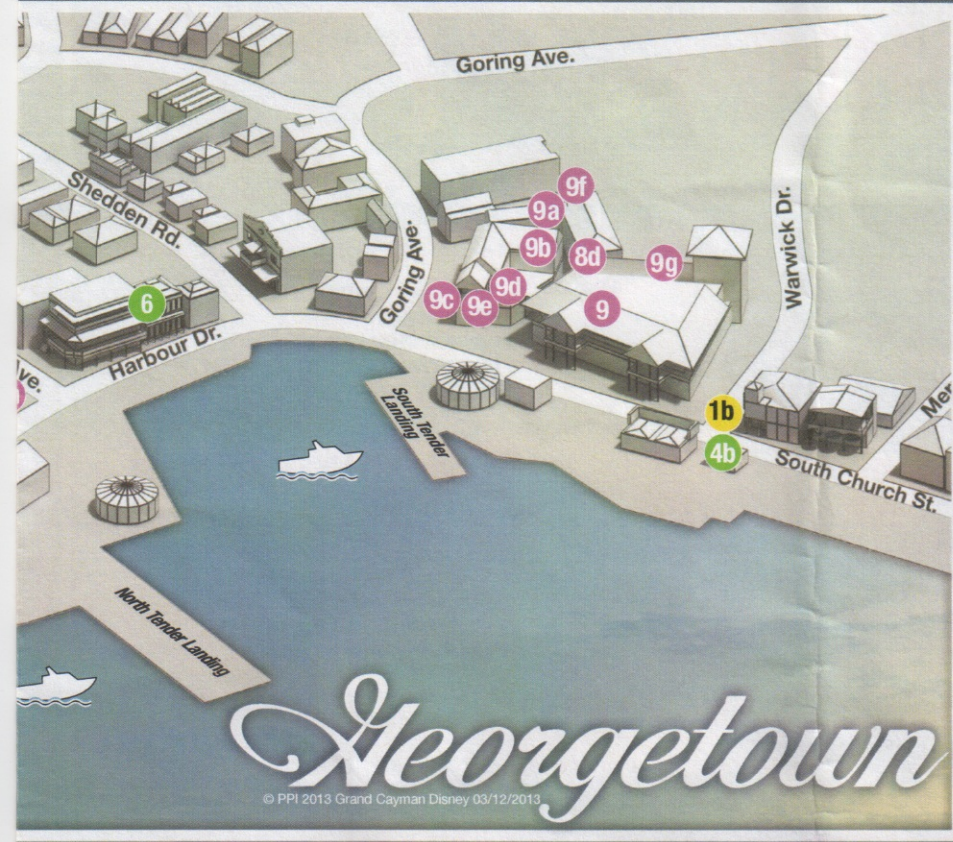 Goring Ave.
Shedden Rd.
9f
9a
9b
8d
9g
Warwick Dr.
Goring Ave.
9d
9c
9e
9
6
Harbour Dr.
ve.
South Tender
Landing
1b
4b
Mer
South Church St.
North Tender Landing
Georgetown
© PPI 2013 Grand Cayman Disney 03/12/2013